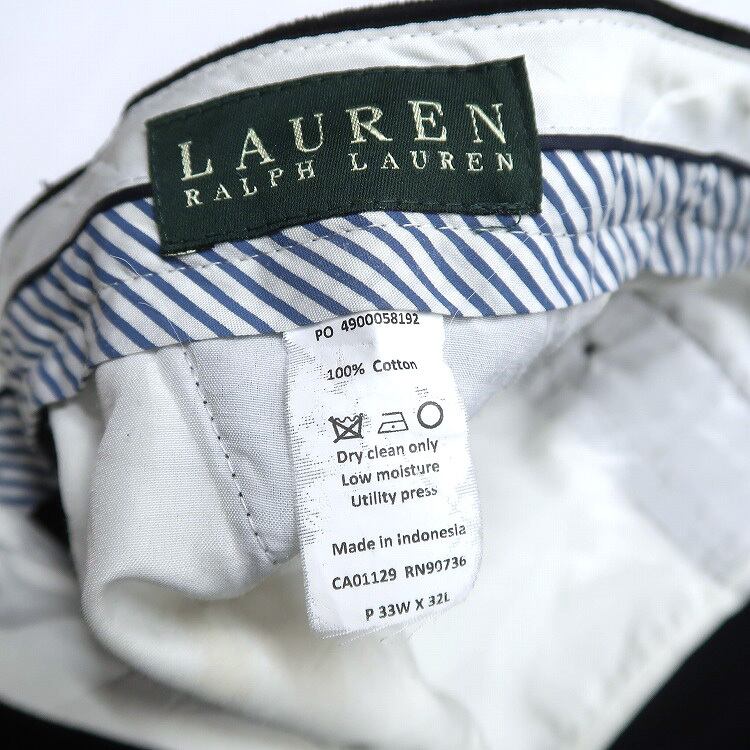 LAUREN
RALPH LAUREN
PO 4900058192
100% Cotton
Dry clean only
Low moisture
Utility press
Made in Indonesia
CA01129 RN90736
P 33W X 32L